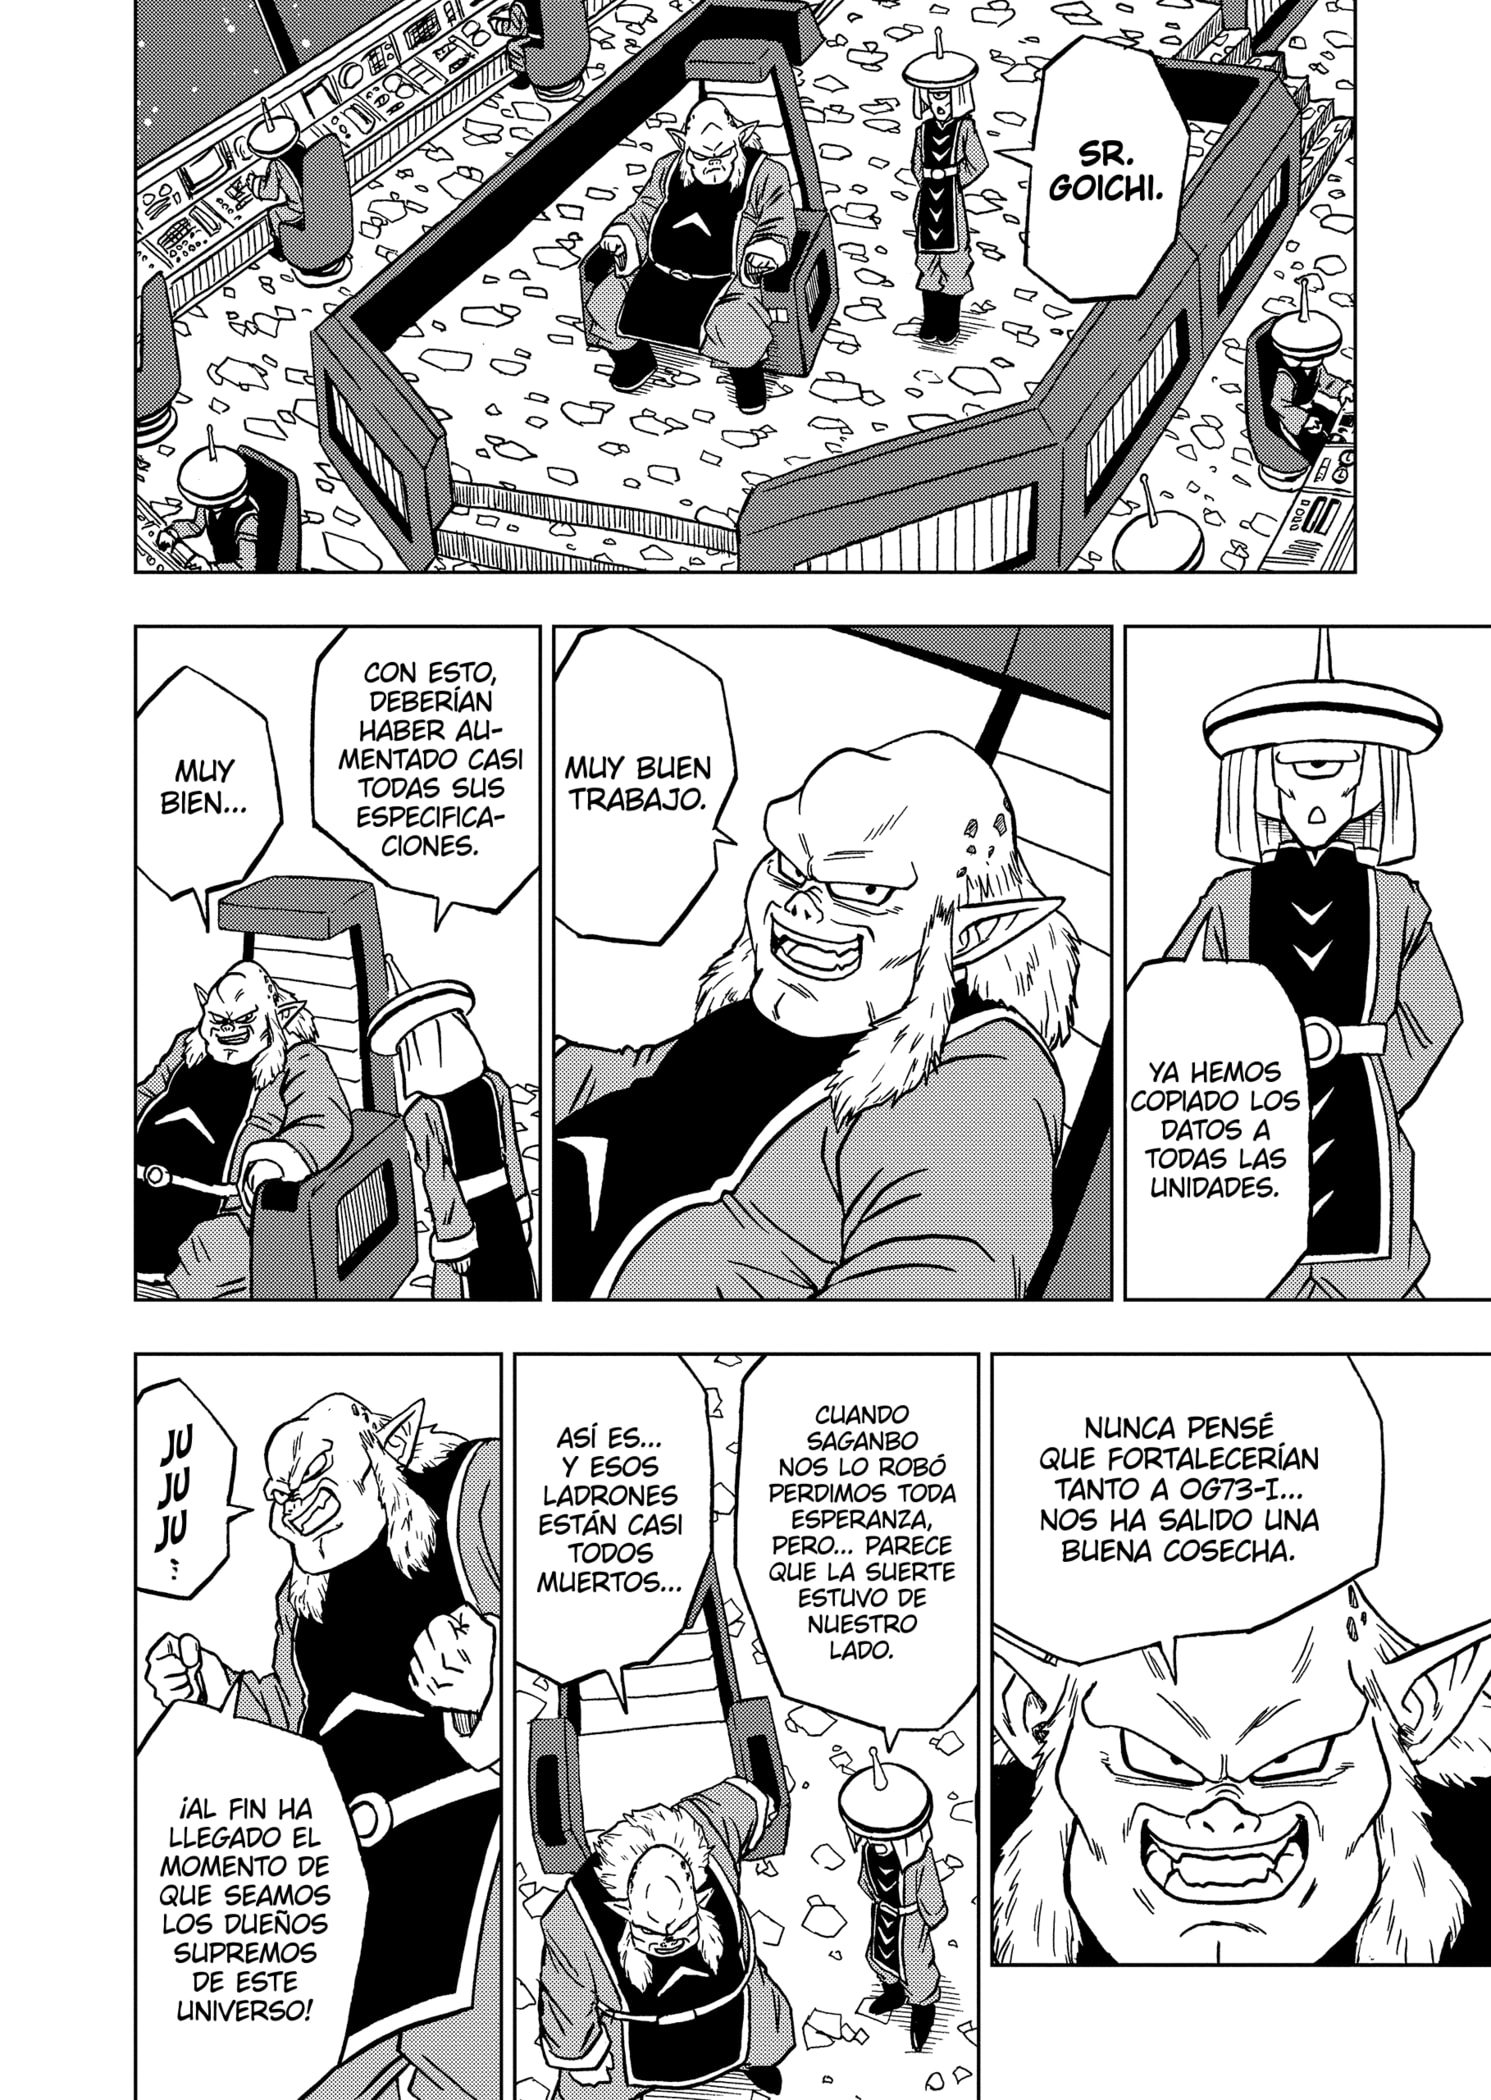 SR.
GOICHI.
YA HEMOS
COPIADO LOS
DATOS A
TODAS LAS
UNIDADES.
MUY BUEN
TRABAJO.
CON ESTO,
DEBERÍAN
HABER AU-
MENTADO CASI
TODAS SUS
ESPECIFICA-
CIONES.
MUY
BIEN...
NUNCA PENSÉ
QUE FORTALECERÍAN
TANTO A OG73-I...
NOS HA SALIDO UNA
BUENA COSECHA.
CUANDO
SAGANBO
NOS LO ROBÓ
PERDIMOS TODA
ESPERANZA,
PERO... PARECE
QUE LA SUERTE
ESTUVO DE
NUESTRO
LADO.
ASÍ ES...
Y ESOS
LADRONES
ESTÁN CASI
TODOS
MUERTOS...
JU
JU
JU
...
¡AL FIN HA
LLEGADO EL
MOMENTO DE
QUE SEAMOS
LOS DUEÑOS
SUPREMOS
DE ESTE
UNIVERSO!